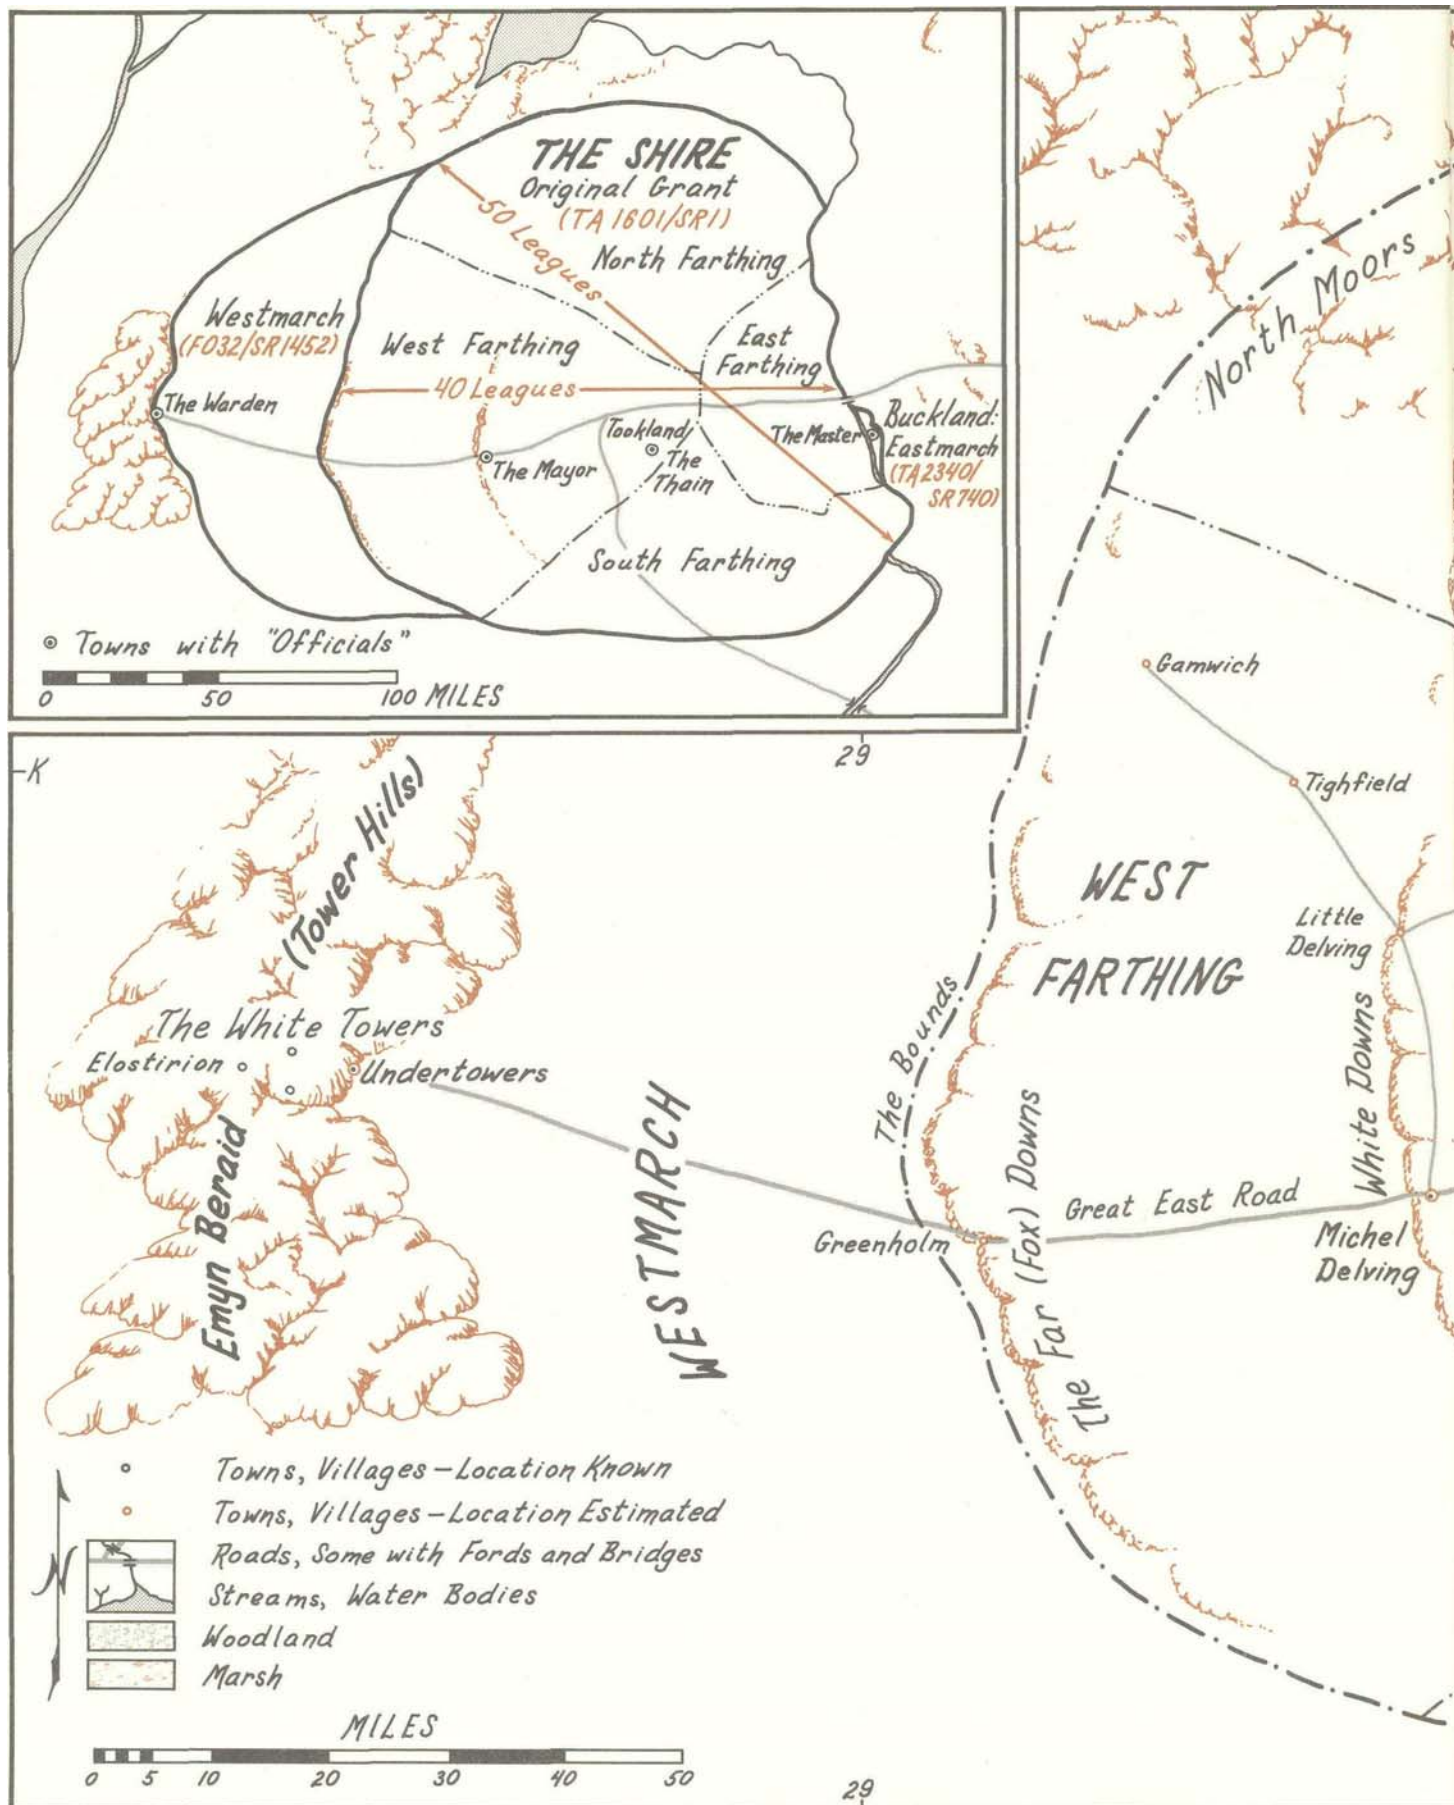 THE SHIRE
Original Grant
(TA 1601/SR1)
50 Leagues
North Farthing
Westmarch
(FO32/SR1452)
West Farthing
East
Farthing
40 Leagues
The Warden
Tookland/
The
Thain
The Master
Buckland:
Eastmarch
(TA2340/
SR740)
The Mayor
South Farthing
Towns with "Officials"
0 50 100 MILES
North Moors
Gamwich
Tighfield
29
K
(Tower Hills)
WEST
FARTHING
Little
Delving
The White Towers
Elostirion
Undertowers
The Bounds
White Downs
Emyn Beraid
WESTMARCH
The Far (Fox) Downs
Great East Road
Greenholm
Michel
Delving
Towns, Villages – Location Known
Towns, Villages – Location Estimated
Roads, Some with Fords and Bridges
Streams, Water Bodies
Woodland
Marsh
N
MILES
0 5 10 20 30 40 50
29